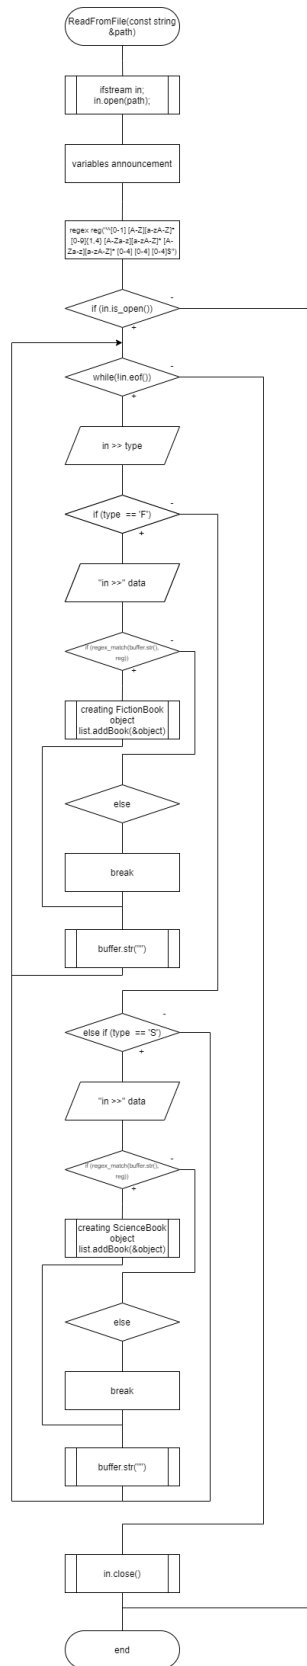 ReadFromFile(const string
&path)
ifstream in;
in.open(path);
variables announcement
regex reg("^[0-1] [A-Z][a-zA-Z]*
[0-9]{1,4} [A-Za-z][a-zA-Z]* [A-
Za-z][a-zA-Z]* [0-4] [0-4] [0-4]$")
-
if (in.is_open())
+
-
while(!in.eof())
+
in >> type
-
if (type == 'F')
+
"in >>" data
-
if (regex_match(buffer.str(),
reg))
+
creating FictionBook
object
list.addBook(&object)
else
break
buffer.str("")
-
else if (type == 'S')
+
"in >>" data
-
if (regex_match(buffer.str(),
reg))
+
creating ScienceBook
object
list.addBook(&object)
else
break
buffer.str("")
in.close()
end